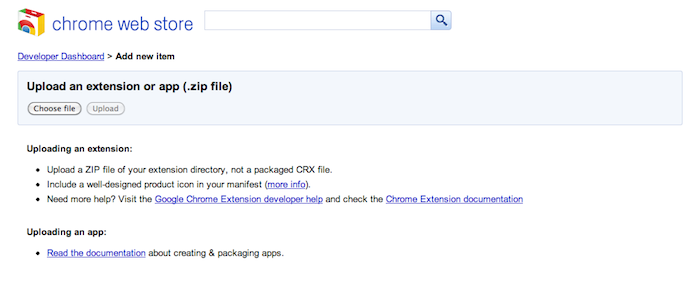 chrome web store
Developer Dashboard > Add new item
Upload an extension or app (.zip file)
Choose file Upload
Uploading an extension:
• Upload a ZIP file of your extension directory, not a packaged CRX file.
• Include a well-designed product icon in your manifest (more info).
• Need more help? Visit the Google Chrome Extension developer help and check the Chrome Extension documentation
Uploading an app:
• Read the documentation about creating & packaging apps.